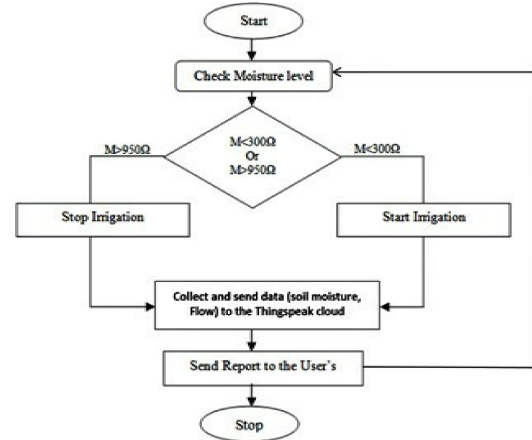 Start
Check Moisture level
M<300Ω
Or
M>950Ω
M>950Ω
M<300Ω
Stop Irrigation
Start Irrigation
Collect and send data (soil moisture,
Flow) to the Thingspeak cloud
Send Report to the User's
Stop